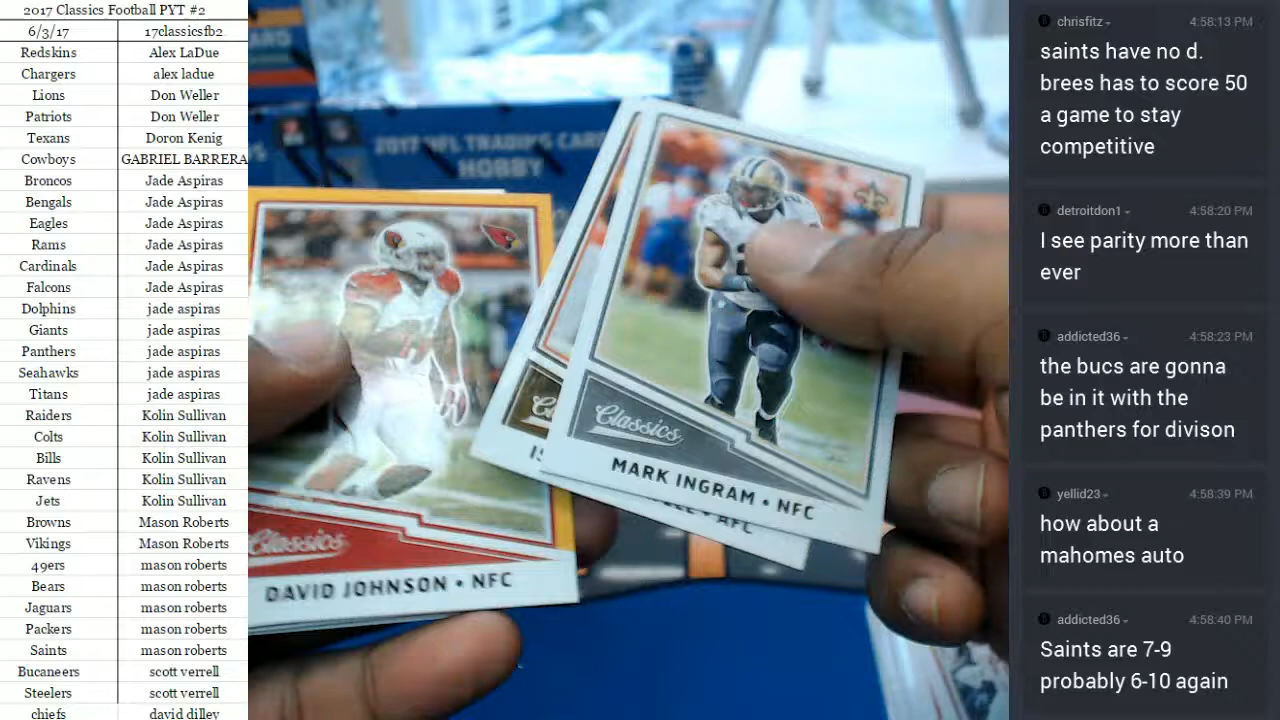 2017 Classics Football PYT #2
6/3/17 17classicsfb2
Redskins Alex LaDue
Chargers alex ladue
Lions Don Weller
Patriots Don Weller
Texans Doron Kenig
Cowboys GABRIEL BARRERA
Broncos Jade Aspiras
Bengals Jade Aspiras
Eagles Jade Aspiras
Rams Jade Aspiras
Cardinals Jade Aspiras
Falcons Jade Aspiras
Dolphins jade aspiras
Giants jade aspiras
Panthers jade aspiras
Seahawks jade aspiras
Titans jade aspiras
Raiders Kolin Sullivan
Colts Kolin Sullivan
Bills Kolin Sullivan
Ravens Kolin Sullivan
Jets Kolin Sullivan
Browns Mason Roberts
Vikings Mason Roberts
49ers mason roberts
Bears mason roberts
Jaguars mason roberts
Packers mason roberts
Saints mason roberts
Bucaneers scott verrell
Steelers scott verrell
chiefs david dilley
2017 NFL TRADING CARD
HOBBY
Classics
DAVID JOHNSON • NFC
Classics
MARK INGRAM • NFC
AFC
chrisfitz 4:58:13 PM
saints have no d.
brees has to score 50
a game to stay
competitive
detroitdon1 4:58:20 PM
I see parity more than
ever
addicted36 4:58:23 PM
the bucs are gonna
be in it with the
panthers for divison
yellid23 4:58:39 PM
how about a
mahomes auto
addicted36 4:58:40 PM
Saints are 7-9
probably 6-10 again